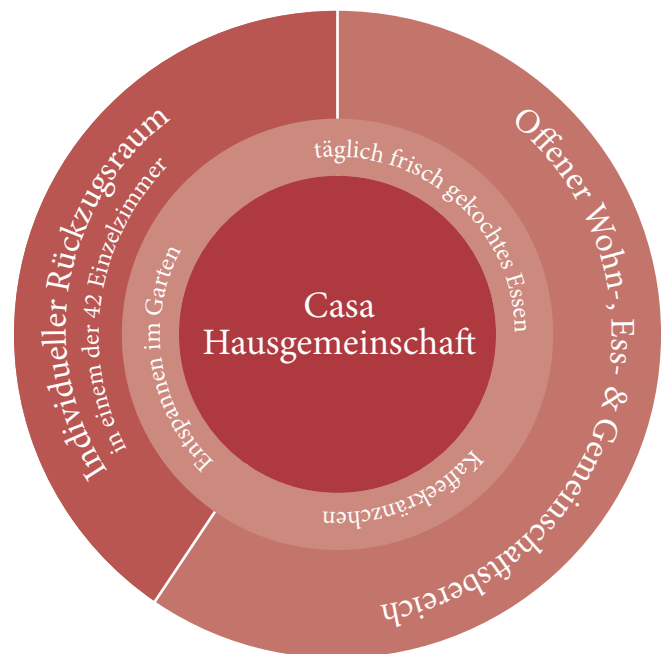 Casa
Hausgemeinschaft
täglich frisch gekochtes Essen
Kaffeekränzchen
Entspannen im Garten
Offener Wohn-, Ess- & Gemeinschaftsbereich
Individueller Rückzugsraum
in einem der 42 Einzelzimmer